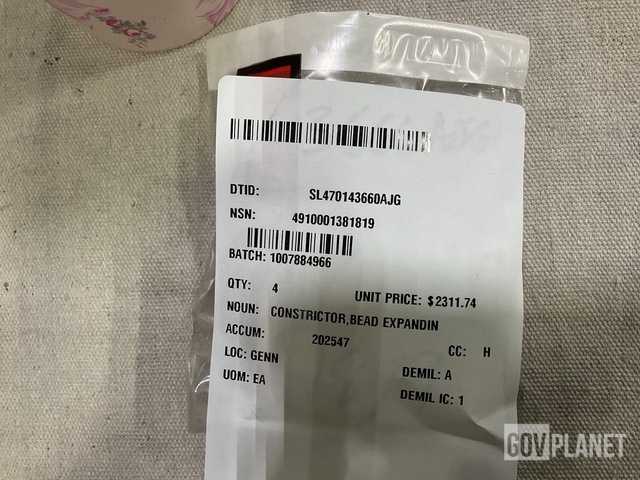 DTID: SL470143660AJG
NSN: 4910001381819
BATCH: 1007884966
QTY: 4 UNIT PRICE: $2311.74
NOUN: CONSTRICTOR,BEAD EXPANDIN
ACCUM: 202547
CC: H
LOC: GENN
DEMIL: A
UOM: EA
DEMIL IC: 1
GOVPLANET